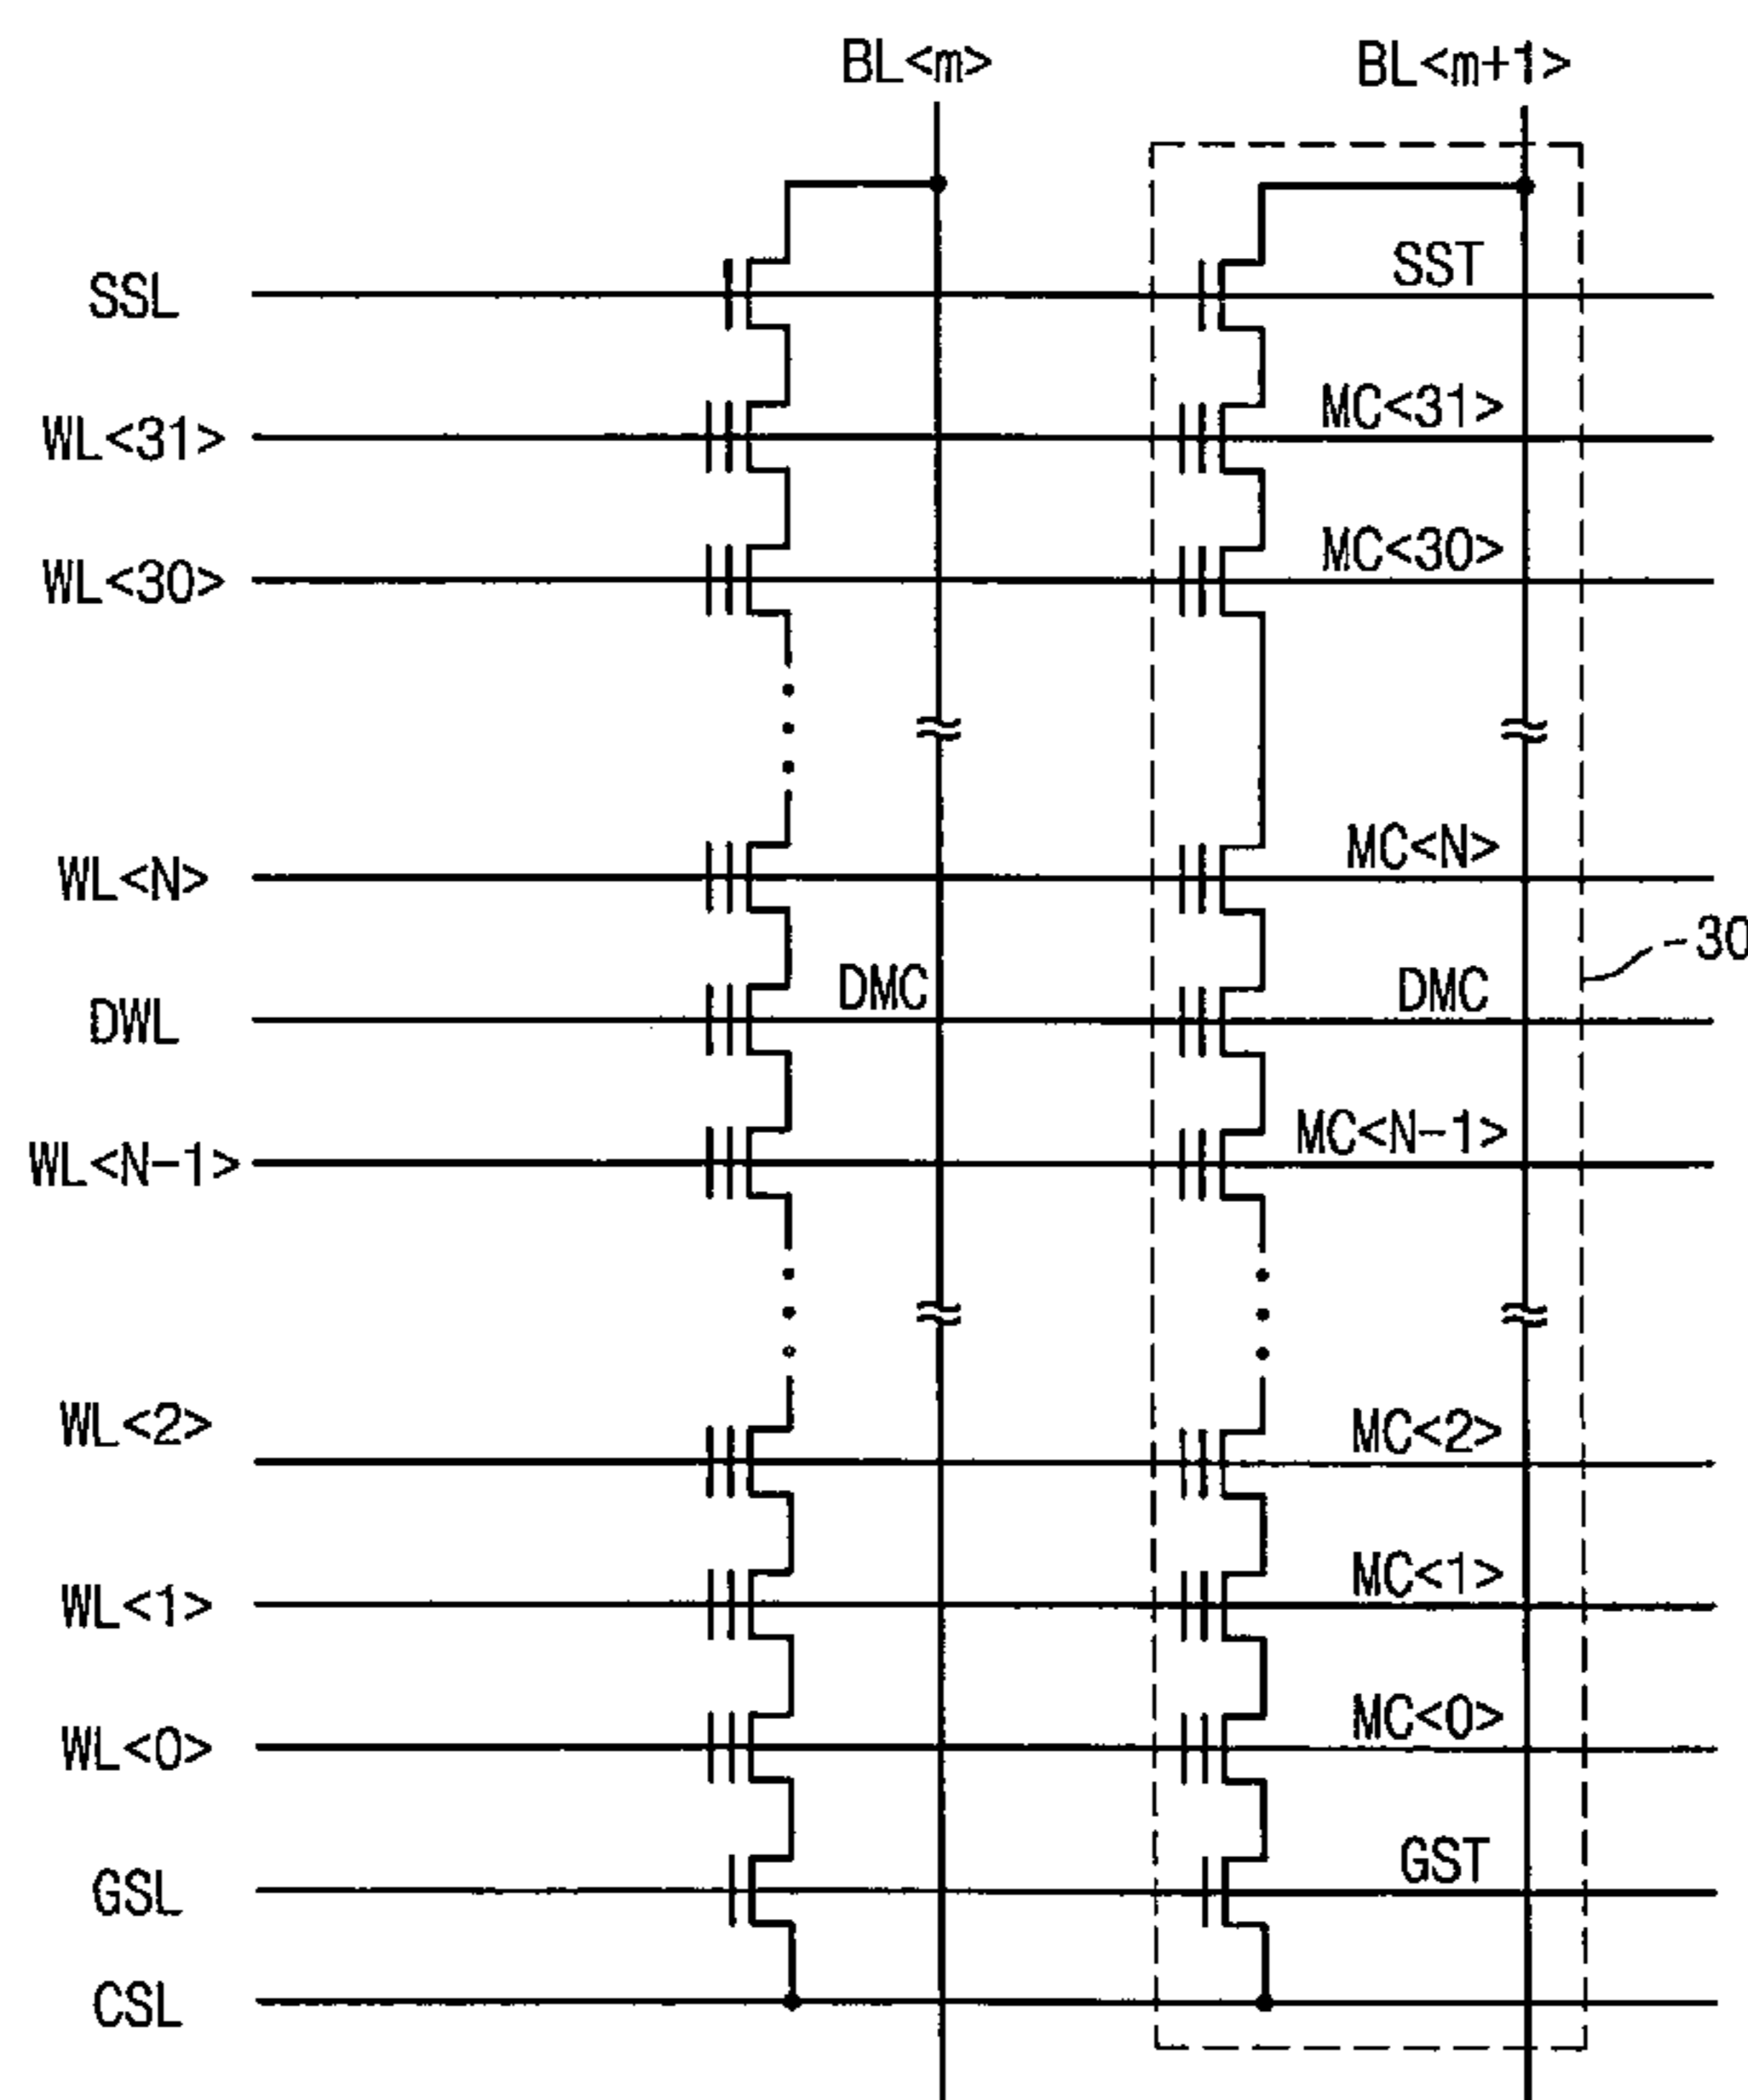 BL<m> BL<m+1>
SSL SST
WL<31> MC<31>
WL<30> MC<30>
WL<N> MC<N>
30
DWL DMC DMC
WL<N-1> MC<N-1>
WL<2> MC<2>
WL<1> MC<1>
WL<0> MC<0>
GSL GST
CSL